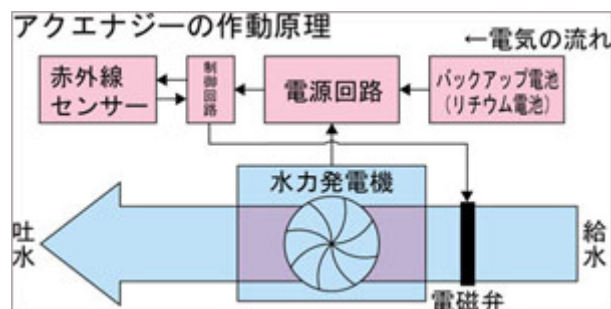 アクエナジーの作動原理
←電気の流れ
赤外線
センサー
制御
回路
電源回路
バックアップ電池
(リチウム電池)
水力発電機
吐水
給水
電磁弁